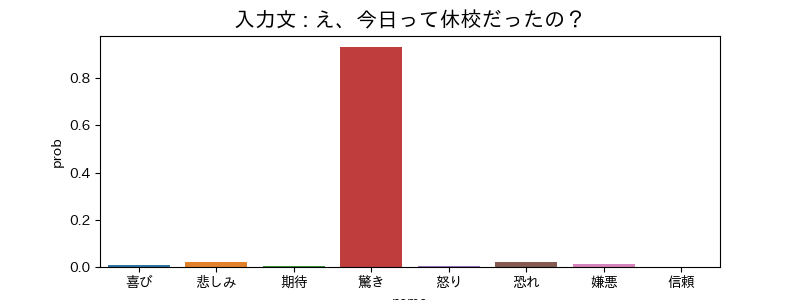 入力文 : え、今日って休校だったの？
prob
0.8
0.6
0.4
0.2
0.0
喜び 悲しみ 期待 驚き 怒り 恐れ 嫌悪 信頼